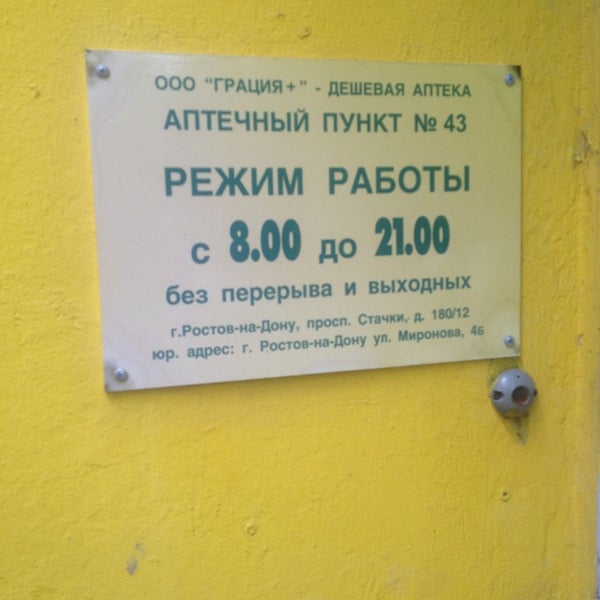 ООО "ГРАЦИЯ+" - ДЕШЕВАЯ АПТЕКА
АПТЕЧНЫЙ ПУНКТ № 43
РЕЖИМ РАБОТЫ
с 8.00 до 21.00
без перерыва и выходных
г.Ростов-на-Дону, просп. Стачки, д. 180/12
юр. адрес: г. Ростов-на-Дону ул. Миронова, 4Б